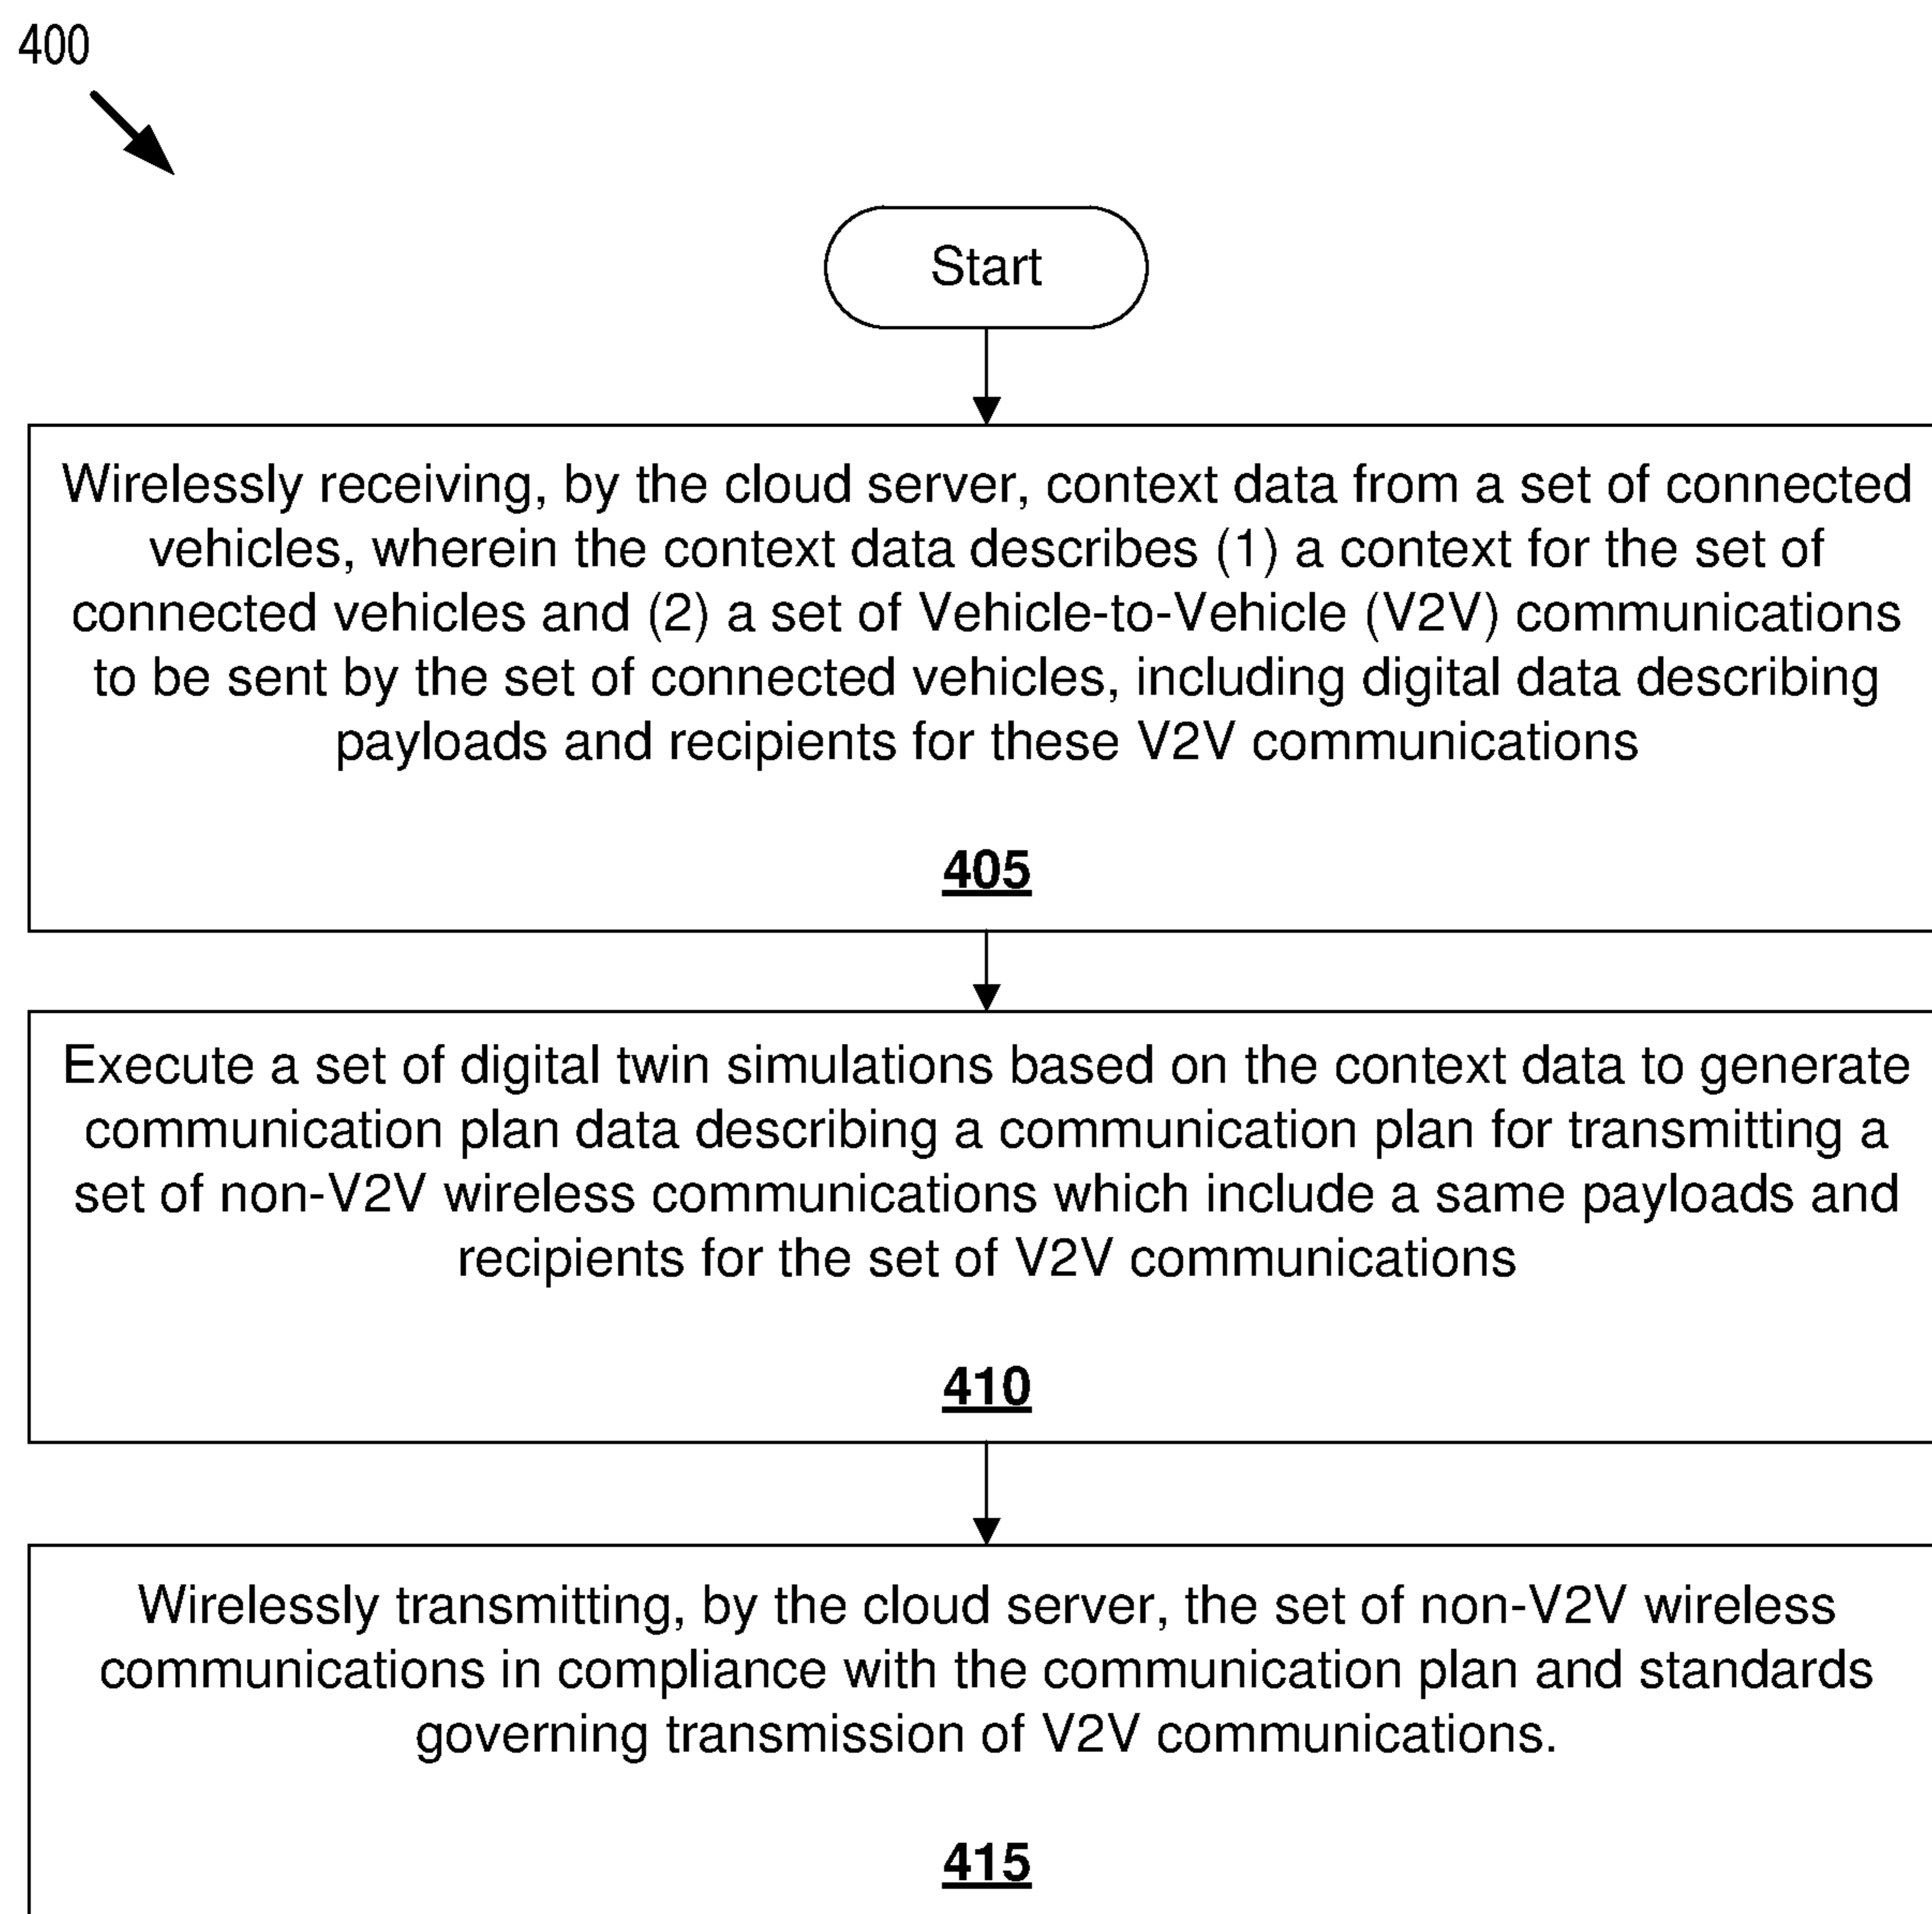 400
Start
Wirelessly receiving, by the cloud server, context data from a set of connected
vehicles, wherein the context data describes (1) a context for the set of
connected vehicles and (2) a set of Vehicle-to-Vehicle (V2V) communications
to be sent by the set of connected vehicles, including digital data describing
payloads and recipients for these V2V communications
405
Execute a set of digital twin simulations based on the context data to generate
communication plan data describing a communication plan for transmitting a
set of non-V2V wireless communications which include a same payloads and
recipients for the set of V2V communications
410
Wirelessly transmitting, by the cloud server, the set of non-V2V wireless
communications in compliance with the communication plan and standards
governing transmission of V2V communications.
415